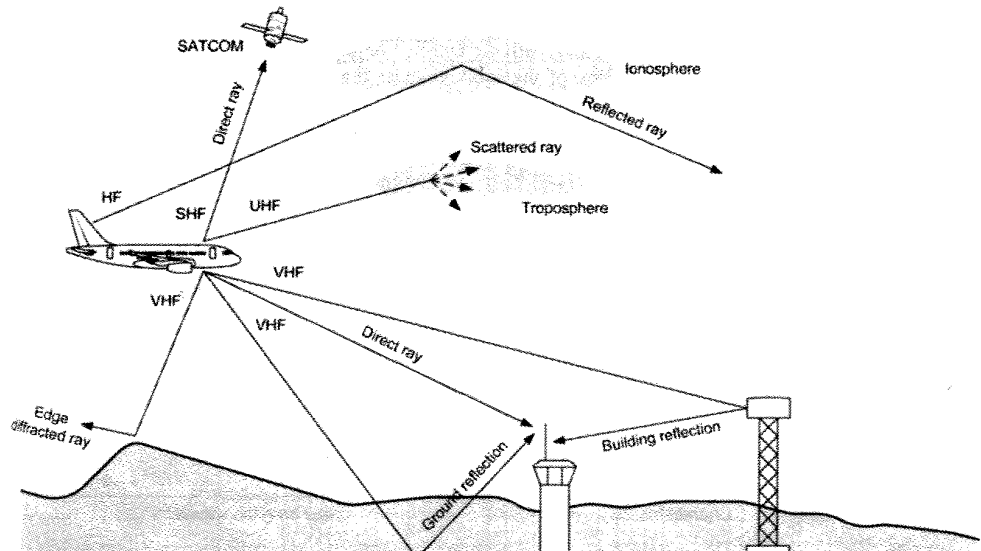 SATCOM
Ionosphere
Direct ray
Reflected ray
Scattered ray
HF
SHF
UHF
Troposphere
VHF
VHF
VHF
Direct ray
Edge
diffracted ray
Building reflection
Ground reflection